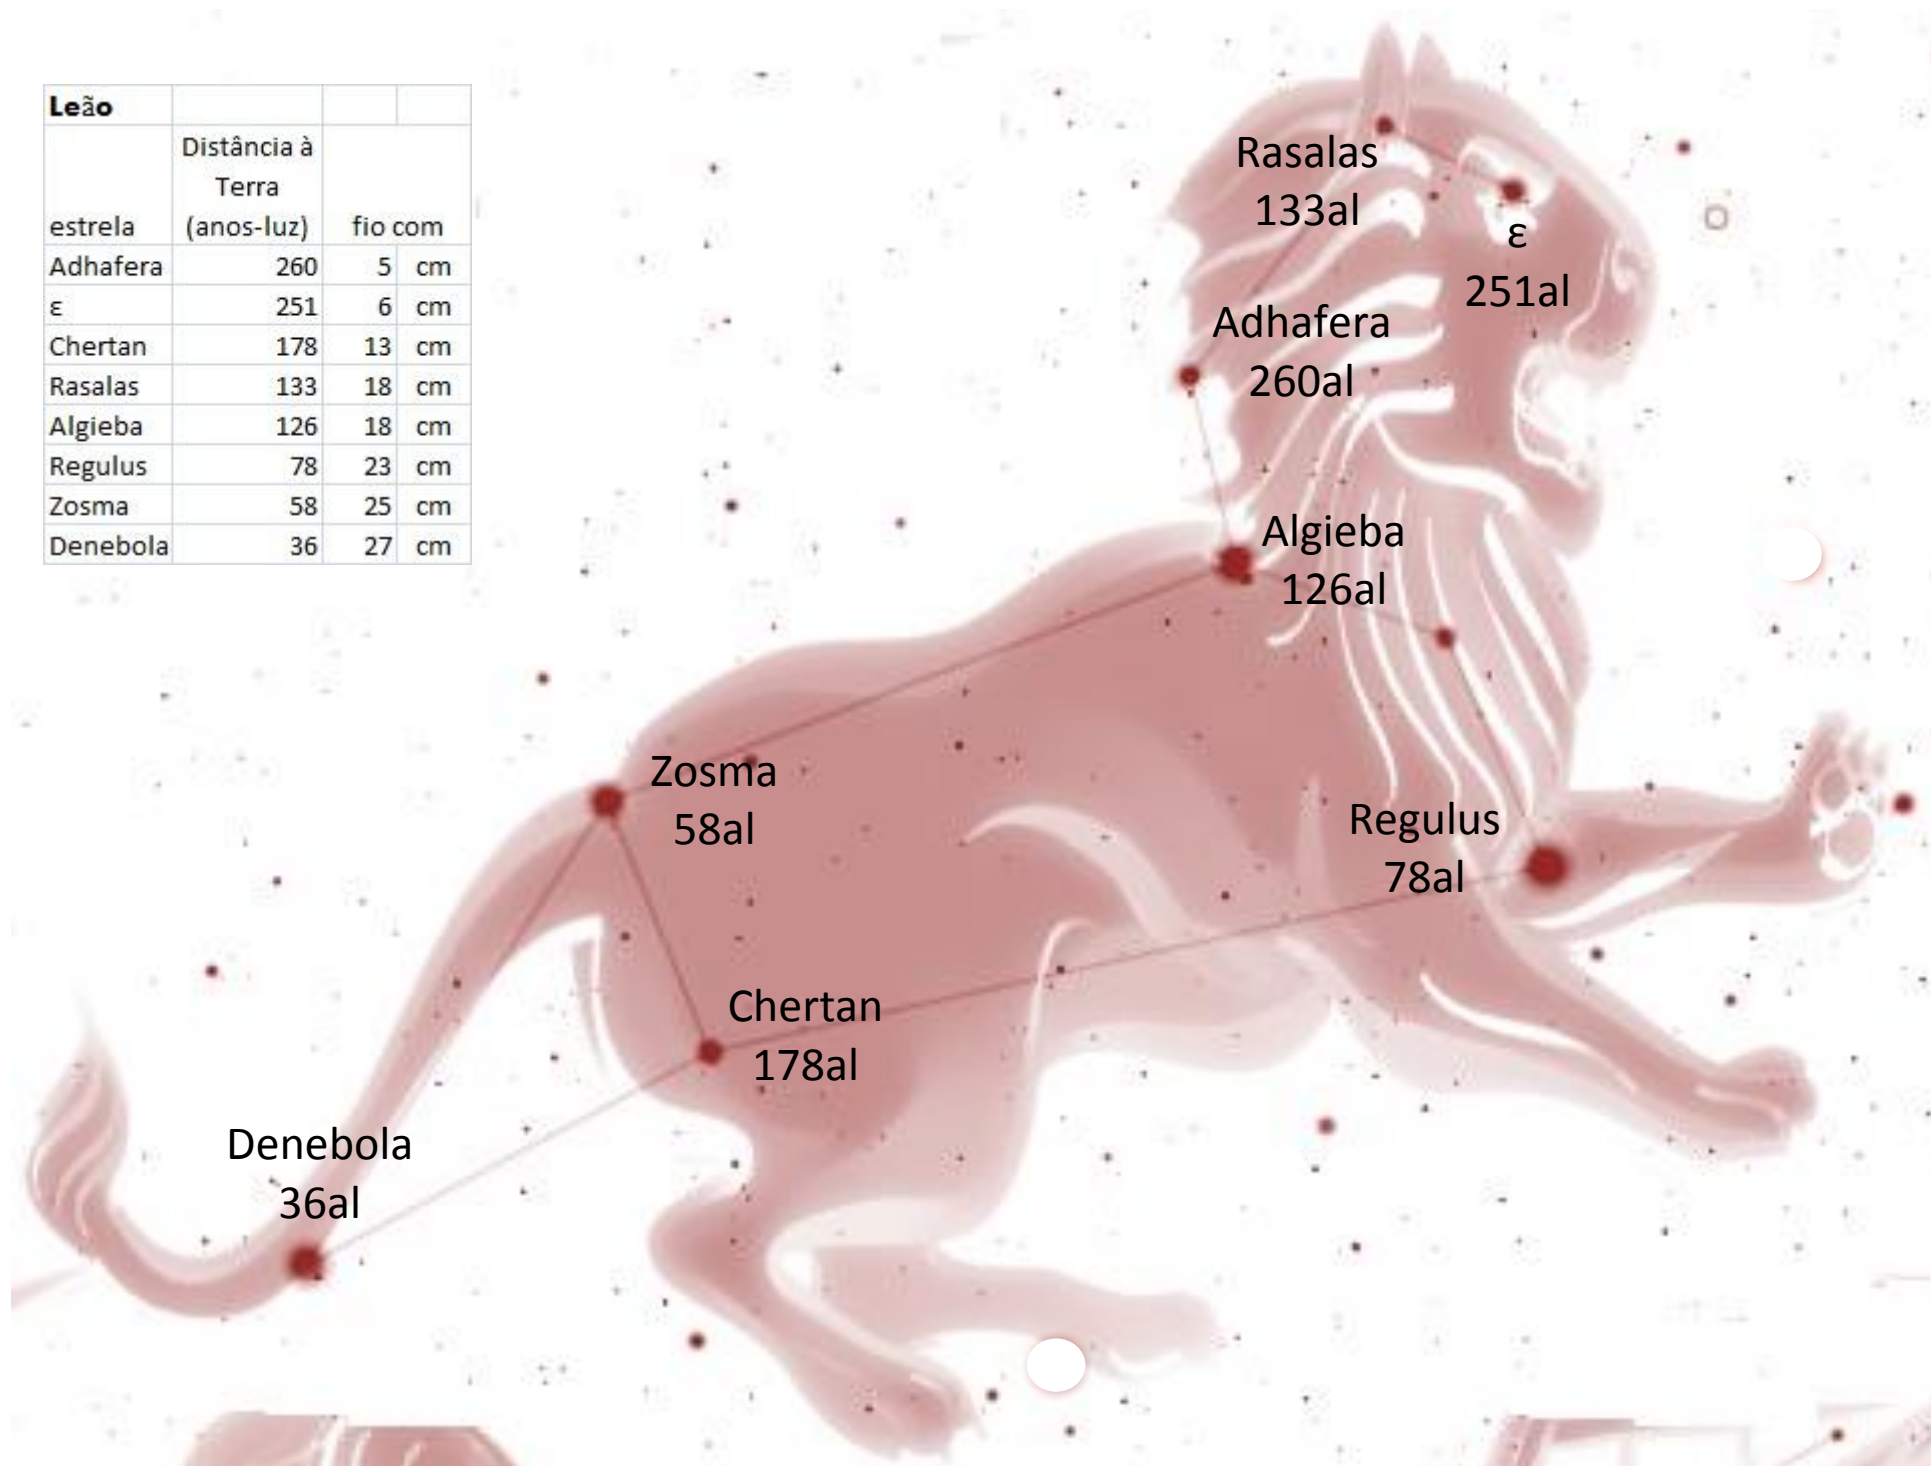 Leão
estrela Distância à Terra (anos-luz) fio com
Adhafera 260 5 cm
ε 251 6 cm
Chertan 178 13 cm
Rasalas 133 18 cm
Algieba 126 18 cm
Regulus 78 23 cm
Zosma 58 25 cm
Denebola 36 27 cm
Rasalas
133al
ε
251al
Adhafera
260al
Algieba
126al
Zosma
58al
Regulus
78al
Chertan
178al
Denebola
36al